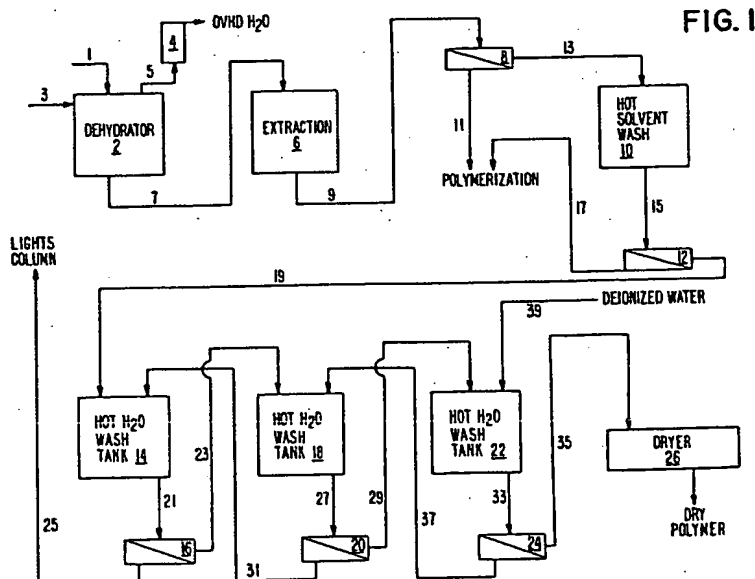 FIG. 1
OVHD H2O
4
1
5
3
DEHYDRATOR
2
7
EXTRACTION
6
9
8
13
11
HOT
SOLVENT
WASH
10
POLYMERIZATION
17
15
12
LIGHTS
COLUMN
19
DEIONIZED WATER
39
HOT H2O
WASH
TANK 14
23
HOT H2O
WASH
TANK 18
29
HOT H2O
WASH
TANK 22
35
DRYER
26
21
27
37
33
25
16
31
20
24
DRY
POLYMER